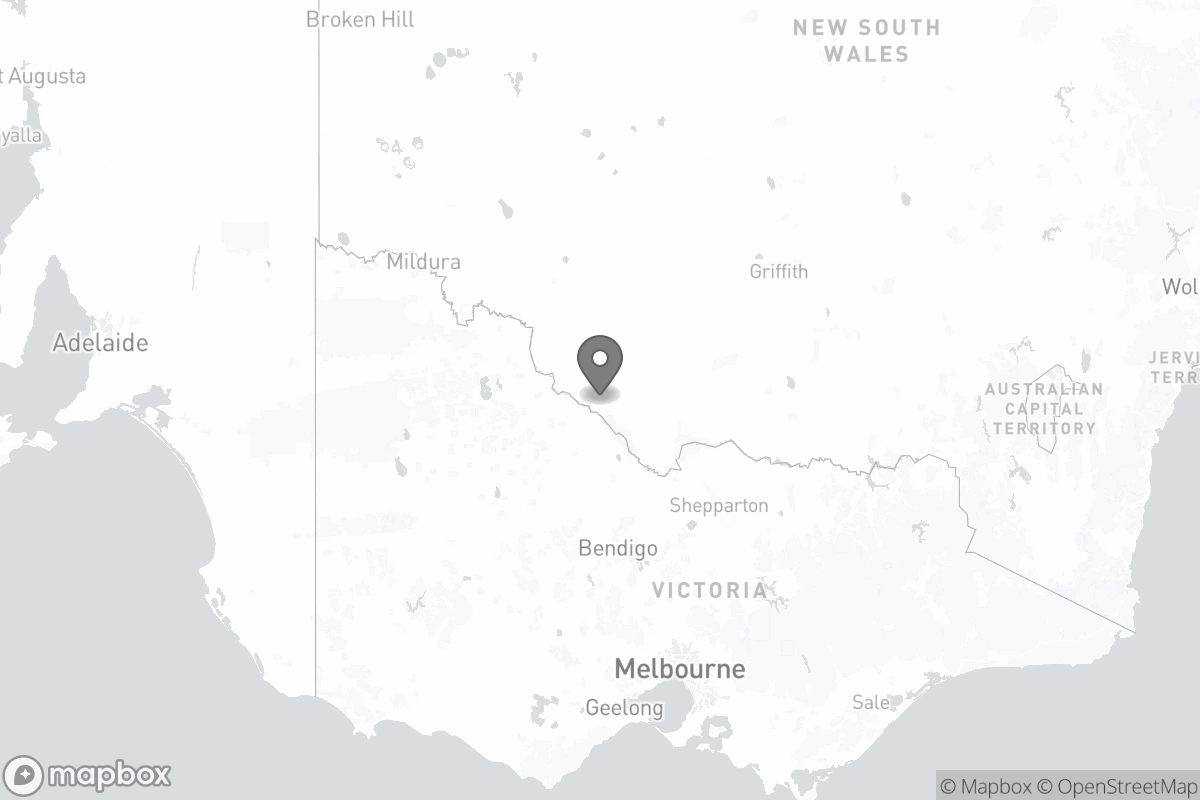 Broken Hill
NEW SOUTH
WALES
t Augusta
yalla
Mildura
Griffith
Wol
Adelaide
JERVI
TERR
AUSTRALIAN
CAPITAL
TERRITORY
Shepparton
Bendigo
VICTORIA
Melbourne
Sale
Geelong
mapbox
© Mapbox © OpenStreetMap